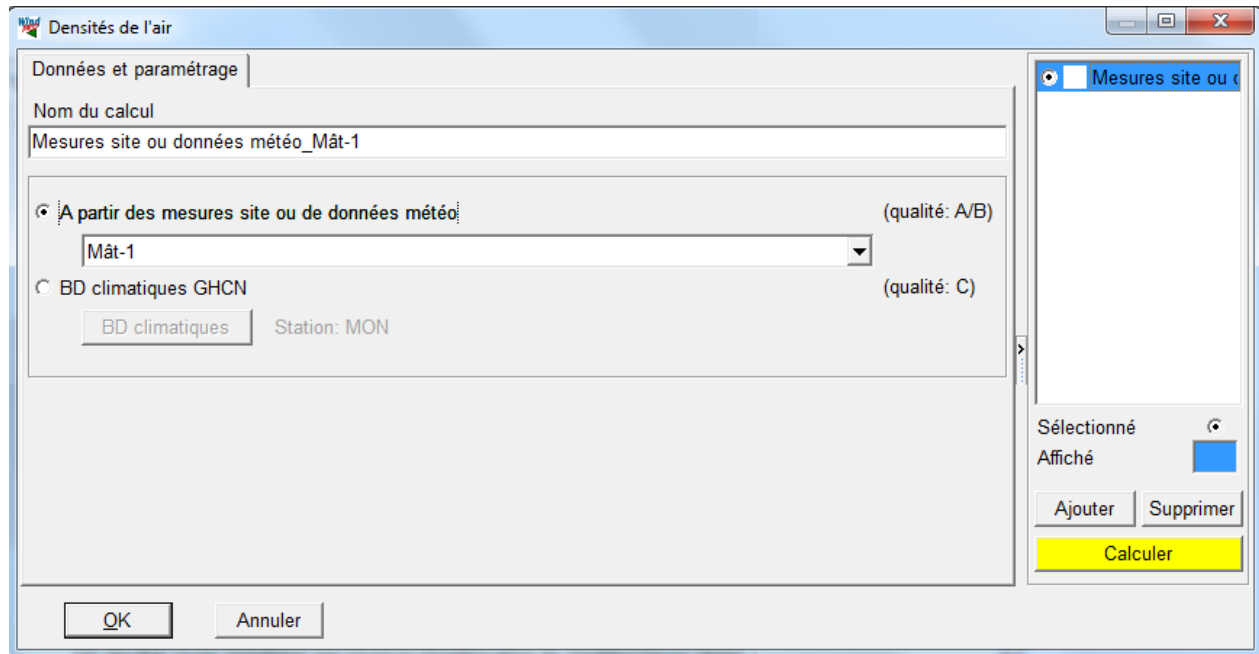 Densités de l'air
Données et paramétrage
Nom du calcul
Mesures site ou données météo_Mât-1
A partir des mesures site ou de données météo (qualité: A/B)
Mât-1
BD climatiques GHCN (qualité: C)
BD climatiques Station: MON
Mesures site ou
Sélectionné
Affiché
Ajouter Supprimer
Calculer
OK Annuler